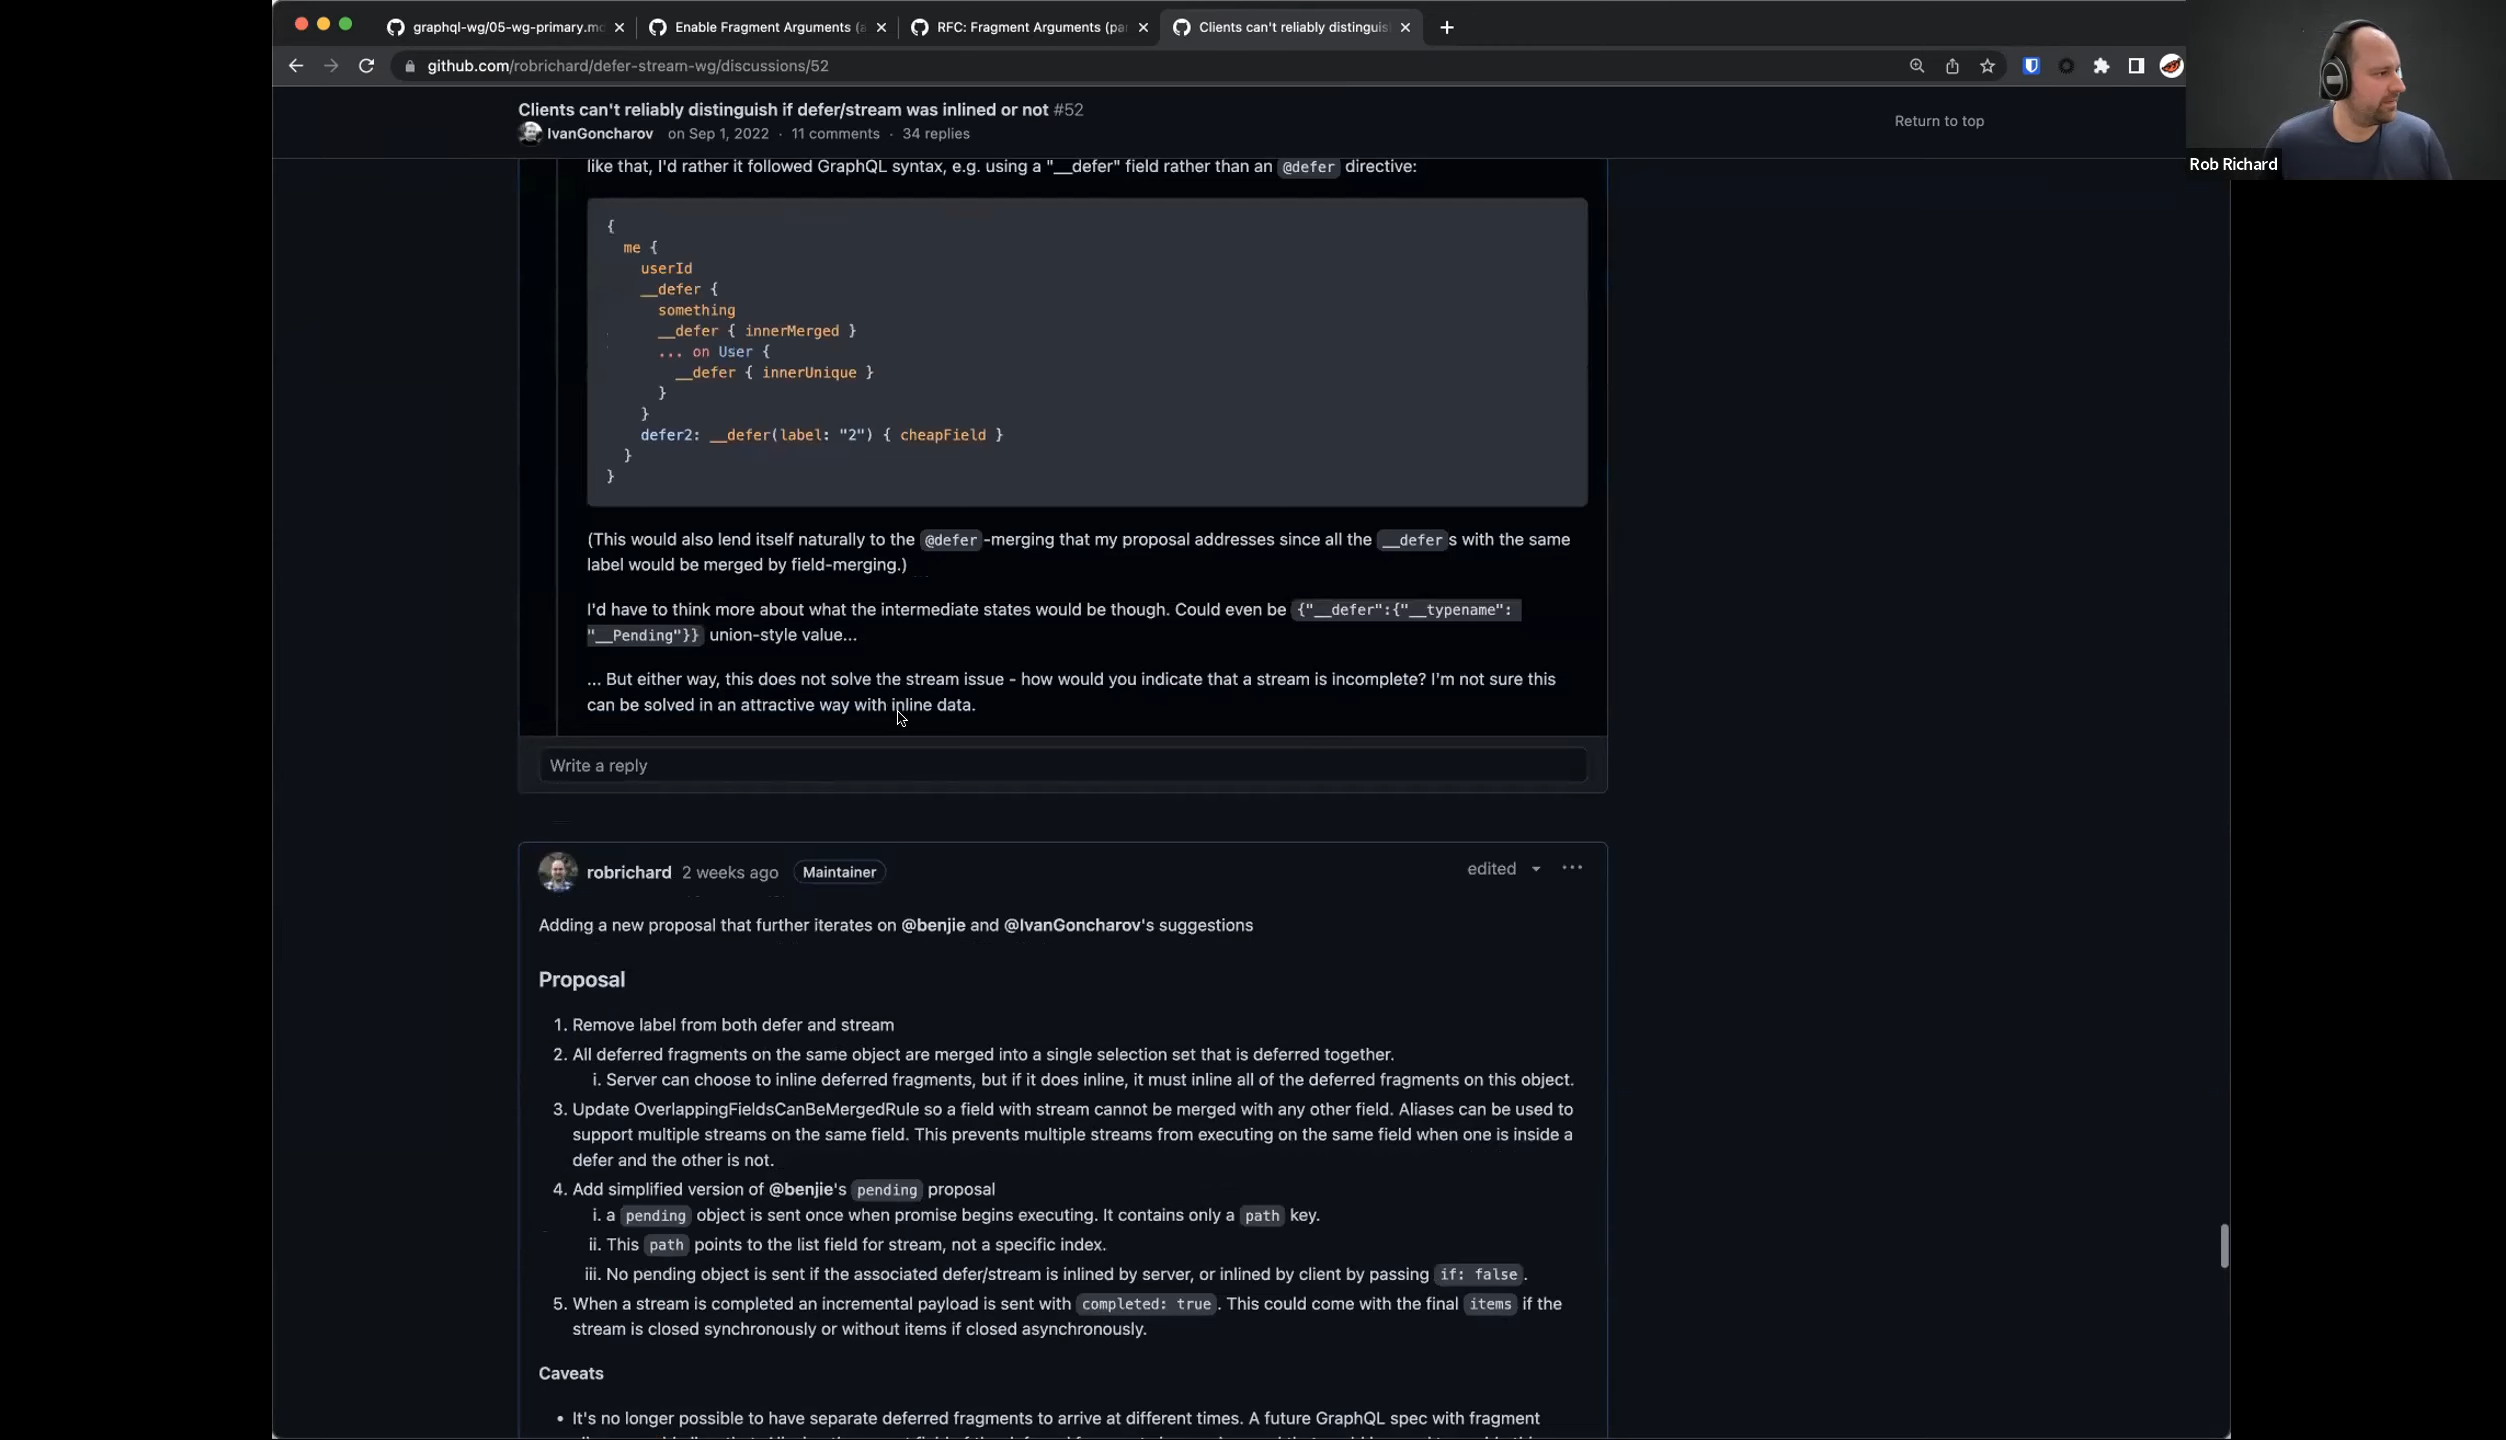 graphql-wg/05-wg-primary.md
Enable Fragment Arguments (a
RFC: Fragment Arguments (par
Clients can't reliably distinguis
github.com/robrichard/defer-stream-wg/discussions/52
Rob Richard
Clients can't reliably distinguish if defer/stream was inlined or not #52
IvanGoncharov on Sep 1, 2022 · 11 comments · 34 replies
Return to top
like that, I'd rather it followed GraphQL syntax, e.g. using a "__defer" field rather than an @defer directive:
{
me {
userId
__defer {
something
__defer { innerMerged }
... on User {
__defer { innerUnique }
}
}
defer2: __defer(label: "2") { cheapField }
}
}
(This would also lend itself naturally to the @defer -merging that my proposal addresses since all the __defer s with the same
label would be merged by field-merging.)
I'd have to think more about what the intermediate states would be though. Could even be {"__defer":{"__typename":
"__Pending"}} union-style value...
... But either way, this does not solve the stream issue - how would you indicate that a stream is incomplete? I'm not sure this
can be solved in an attractive way with inline data.
Write a reply
robrichard 2 weeks ago Maintainer
edited
Adding a new proposal that further iterates on @benjie and @IvanGoncharov's suggestions
Proposal
1. Remove label from both defer and stream
2. All deferred fragments on the same object are merged into a single selection set that is deferred together.
i. Server can choose to inline deferred fragments, but if it does inline, it must inline all of the deferred fragments on this object.
3. Update OverlappingFieldsCanBeMergedRule so a field with stream cannot be merged with any other field. Aliases can be used to
support multiple streams on the same field. This prevents multiple streams from executing on the same field when one is inside a
defer and the other is not.
4. Add simplified version of @benjie's pending proposal
i. a pending object is sent once when promise begins executing. It contains only a path key.
ii. This path points to the list field for stream, not a specific index.
iii. No pending object is sent if the associated defer/stream is inlined by server, or inlined by client by passing if: false.
5. When a stream is completed an incremental payload is sent with completed: true. This could come with the final items if the
stream is closed synchronously or without items if closed asynchronously.
Caveats
• It's no longer possible to have separate deferred fragments to arrive at different times. A future GraphQL spec with fragment